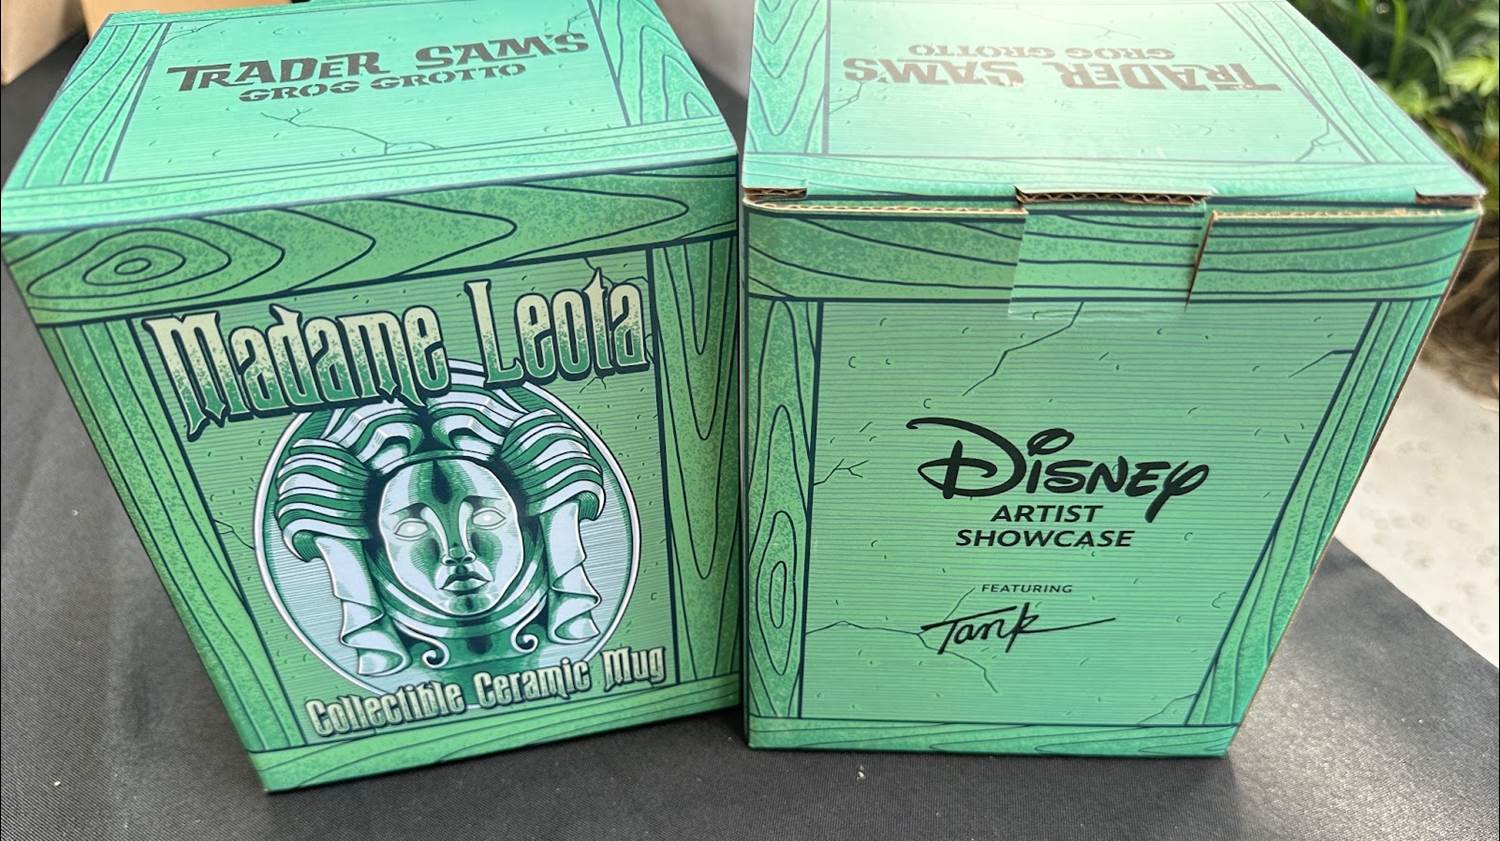 TRADER SAM'S
GROG GROTTO
Madame Leota
Collectible Ceramic Mug
TRADER SAM'S
GROG GROTTO
Disney
ARTIST
SHOWCASE
FEATURING
Tank